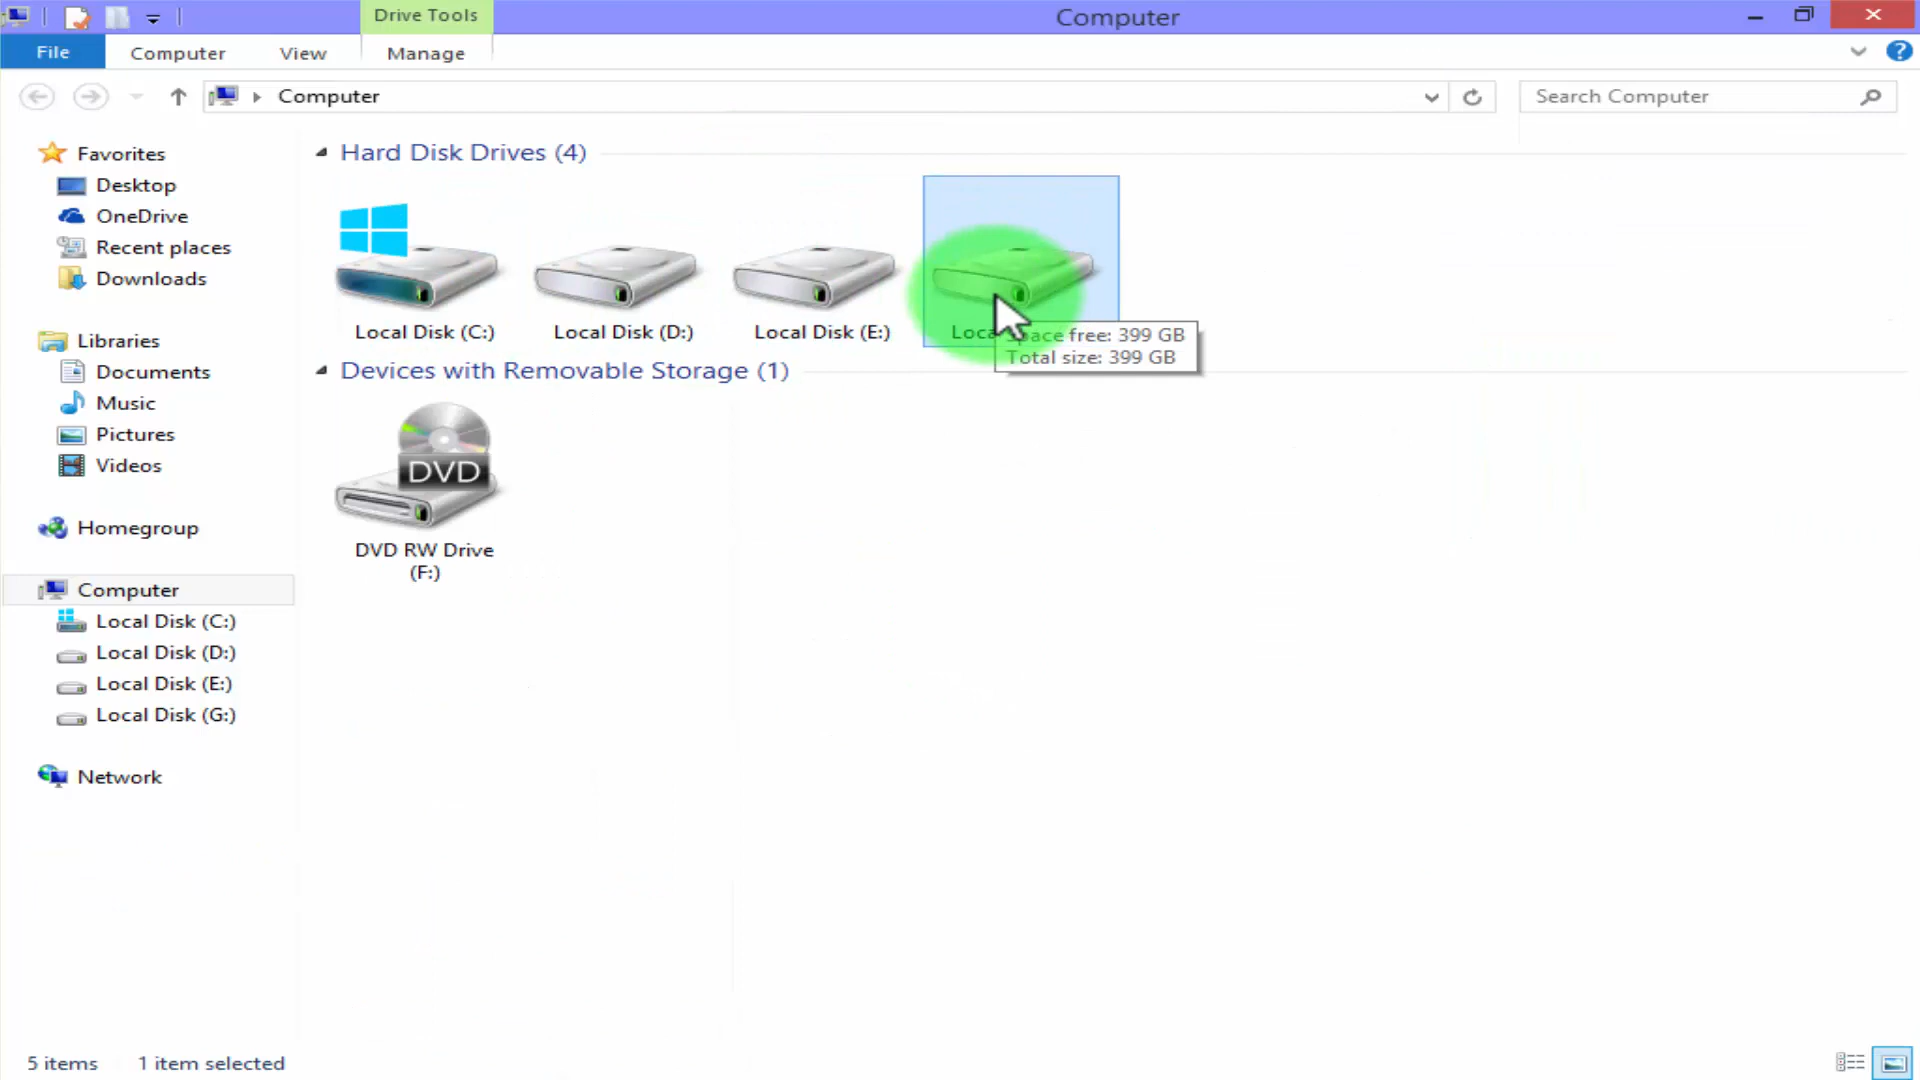 Drive Tools
Computer
File
Computer
View
Manage
Computer
Search Computer
Favorites
Desktop
OneDrive
Recent places
Downloads
Libraries
Documents
Music
Pictures
Videos
Homegroup
Computer
Local Disk (C:)
Local Disk (D:)
Local Disk (E:)
Local Disk (G:)
Network
Hard Disk Drives (4)
Local Disk (C:)
Local Disk (D:)
Local Disk (E:)
Space free: 399 GB
Total size: 399 GB
Devices with Removable Storage (1)
DVD
DVD RW Drive
(F:)
5 items
1 item selected